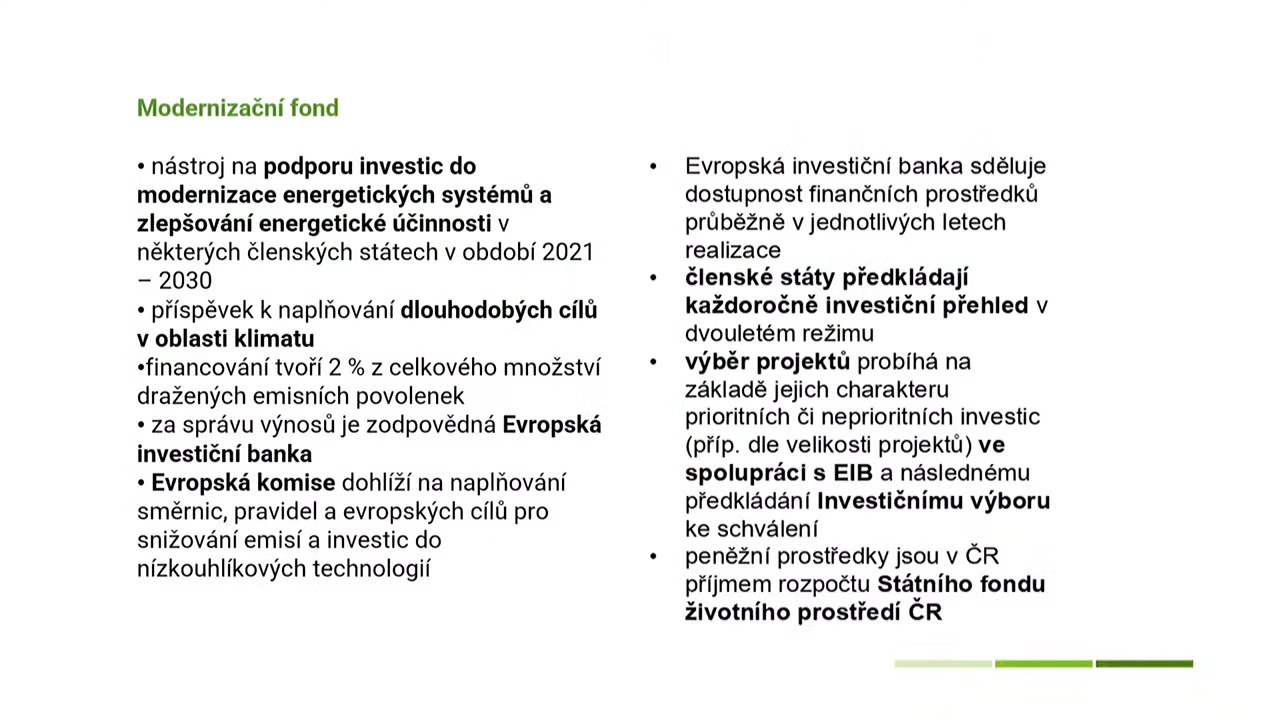 Modernizační fond
• nástroj na podporu investic do
modernizace energetických systémů a
zlepšování energetické účinnosti v
některých členských státech v období 2021
– 2030
• příspěvek k naplňování dlouhodobých cílů
v oblasti klimatu
•financování tvoří 2 % z celkového množství
dražených emisních povolenek
• za správu výnosů je zodpovědná Evropská
investiční banka
• Evropská komise dohlíží na naplňování
směrnic, pravidel a evropských cílů pro
snižování emisí a investic do
nízkouhlíkových technologií
• Evropská investiční banka sděluje
dostupnost finančních prostředků
průběžně v jednotlivých letech
realizace
• členské státy předkládají
každoročně investiční přehled v
dvouletém režimu
• výběr projektů probíhá na
základě jejich charakteru
prioritních či neprioritních investic
(příp. dle velikosti projektů) ve
spolupráci s EIB a následnému
předkládání Investičnímu výboru
ke schválení
• peněžní prostředky jsou v ČR
příjmem rozpočtu Státního fondu
životního prostředí ČR